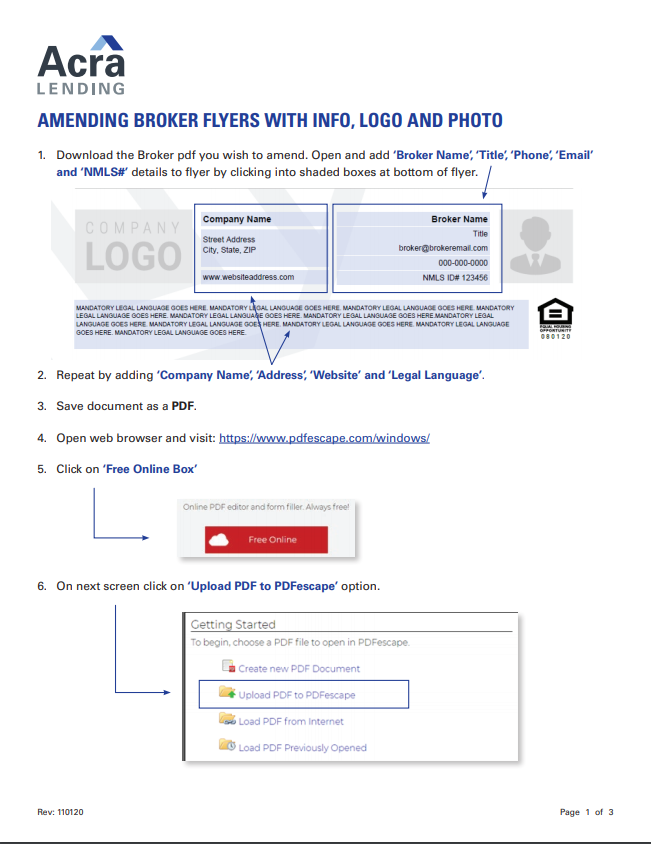 Acra
LENDING
AMENDING BROKER FLYERS WITH INFO, LOGO AND PHOTO
1. Download the Broker pdf you wish to amend. Open and add ‘Broker Name’, ‘Title’, ‘Phone’, ‘Email’
and ‘NMLS#’ details to flyer by clicking into shaded boxes at bottom of flyer.
COMPANY
LOGO
Company Name
Street Address
City, State, ZIP
www.websiteaddress.com
Broker Name
Title
broker@brokeremail.com
000-000-0000
NMLS ID# 123456
MANDATORY LEGAL LANGUAGE GOES HERE. MANDATORY LEGAL LANGUAGE GOES HERE. MANDATORY LEGAL LANGUAGE GOES HERE. MANDATORY
LEGAL LANGUAGE GOES HERE. MANDATORY LEGAL LANGUAGE GOES HERE. MANDATORY LEGAL LANGUAGE GOES HERE.MANDATORY LEGAL
LANGUAGE GOES HERE. MANDATORY LEGAL LANGUAGE GOES HERE. MANDATORY LEGAL LANGUAGE GOES HERE. MANDATORY LEGAL LANGUAGE
GOES HERE. MANDATORY LEGAL LANGUAGE GOES HERE.
EQUAL HOUSING
OPPORTUNITY
080120
2. Repeat by adding ‘Company Name’, ‘Address’, ‘Website’ and ‘Legal Language’.
3. Save document as a PDF.
4. Open web browser and visit: https://www.pdfescape.com/windows/
5. Click on ‘Free Online Box’
Online PDF editor and form filler. Always free!
Free Online
6. On next screen click on ‘Upload PDF to PDFescape’ option.
Getting Started
To begin, choose a PDF file to open in PDFescape.
Create new PDF Document
Upload PDF to PDFescape
Load PDF from Internet
Load PDF Previously Opened
Rev: 110120
Page 1 of 3